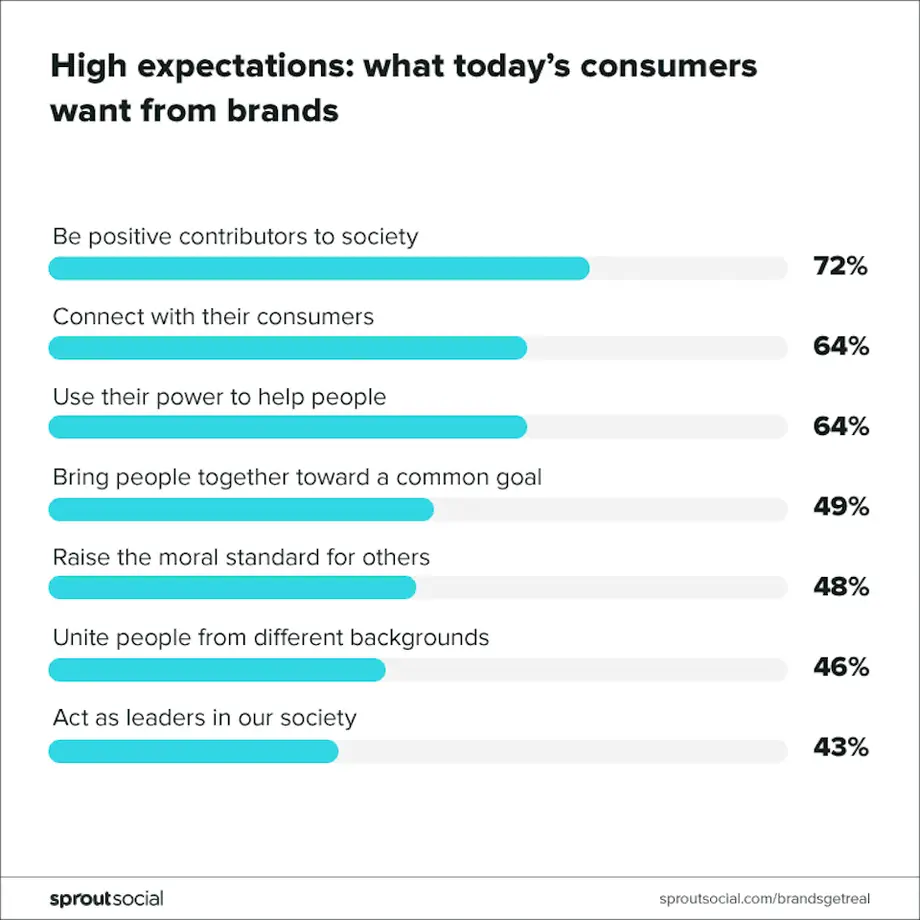 High expectations: what today’s consumers
want from brands
Be positive contributors to society
72%
Connect with their consumers
64%
Use their power to help people
64%
Bring people together toward a common goal
49%
Raise the moral standard for others
48%
Unite people from different backgrounds
46%
Act as leaders in our society
43%
sproutsocial
sproutsocial.com/brandsgetreal